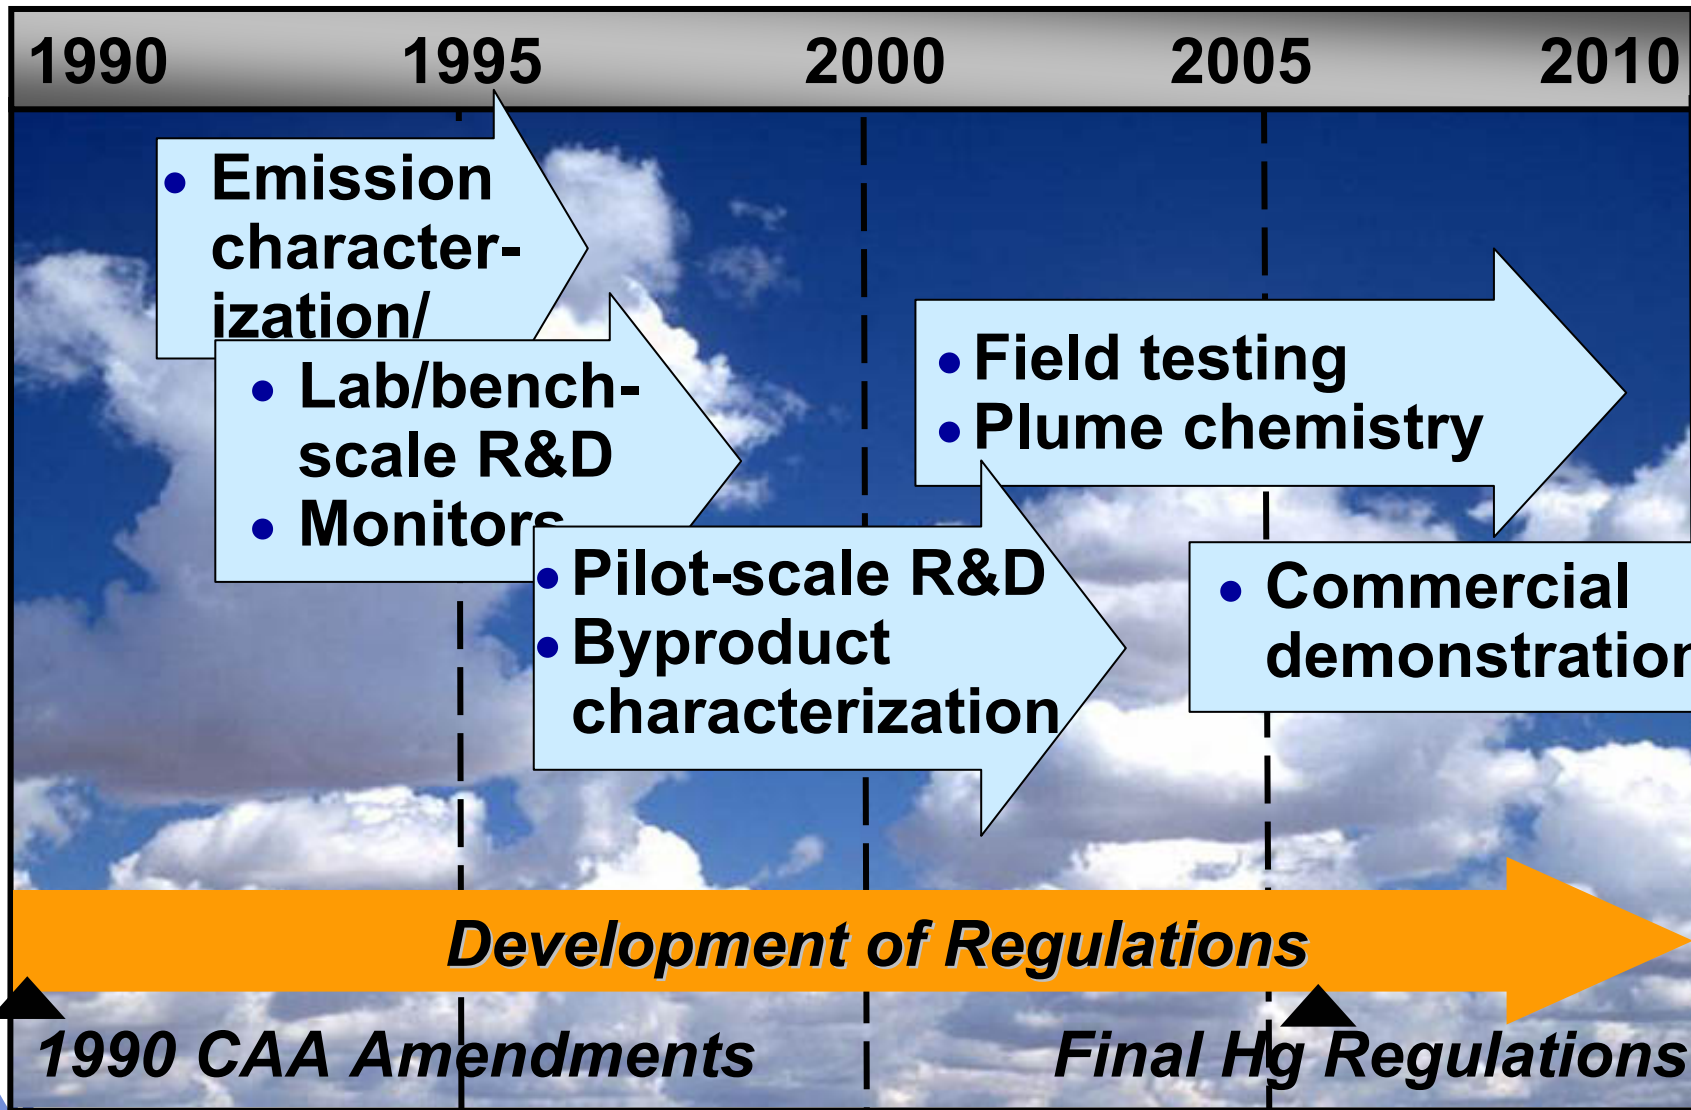 1990 1995 2000 2005 2010
• Emission
character-
ization/
• Lab/bench-
scale R&D
• Monitors
• Field testing
• Plume chemistry
• Pilot-scale R&D
• Byproduct
characterization
• Commercial
demonstration
Development of Regulations
1990 CAA Amendments
Final Hg Regulations